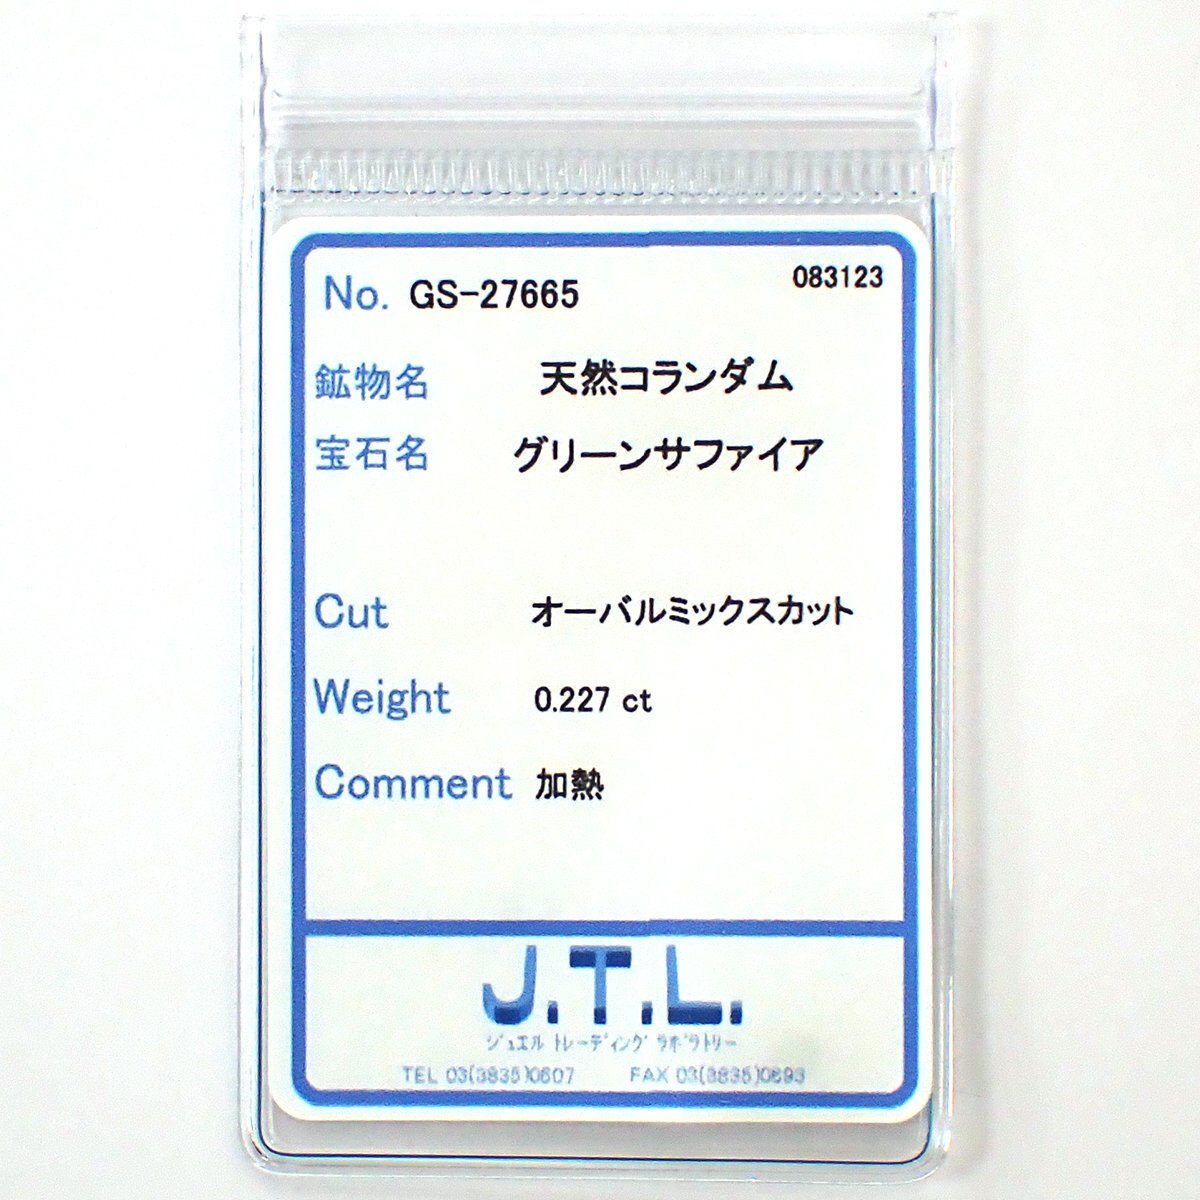 No. GS-27665
083123
鉱物名 天然コランダム
宝石名 グリーンサファイア
Cut オーバルミックスカット
Weight 0.227 ct
Comment 加熱
J.T.L.
ジュエル トレーディング ラボラトリー
TEL 03(3835)0607 FAX 03(3835)0693